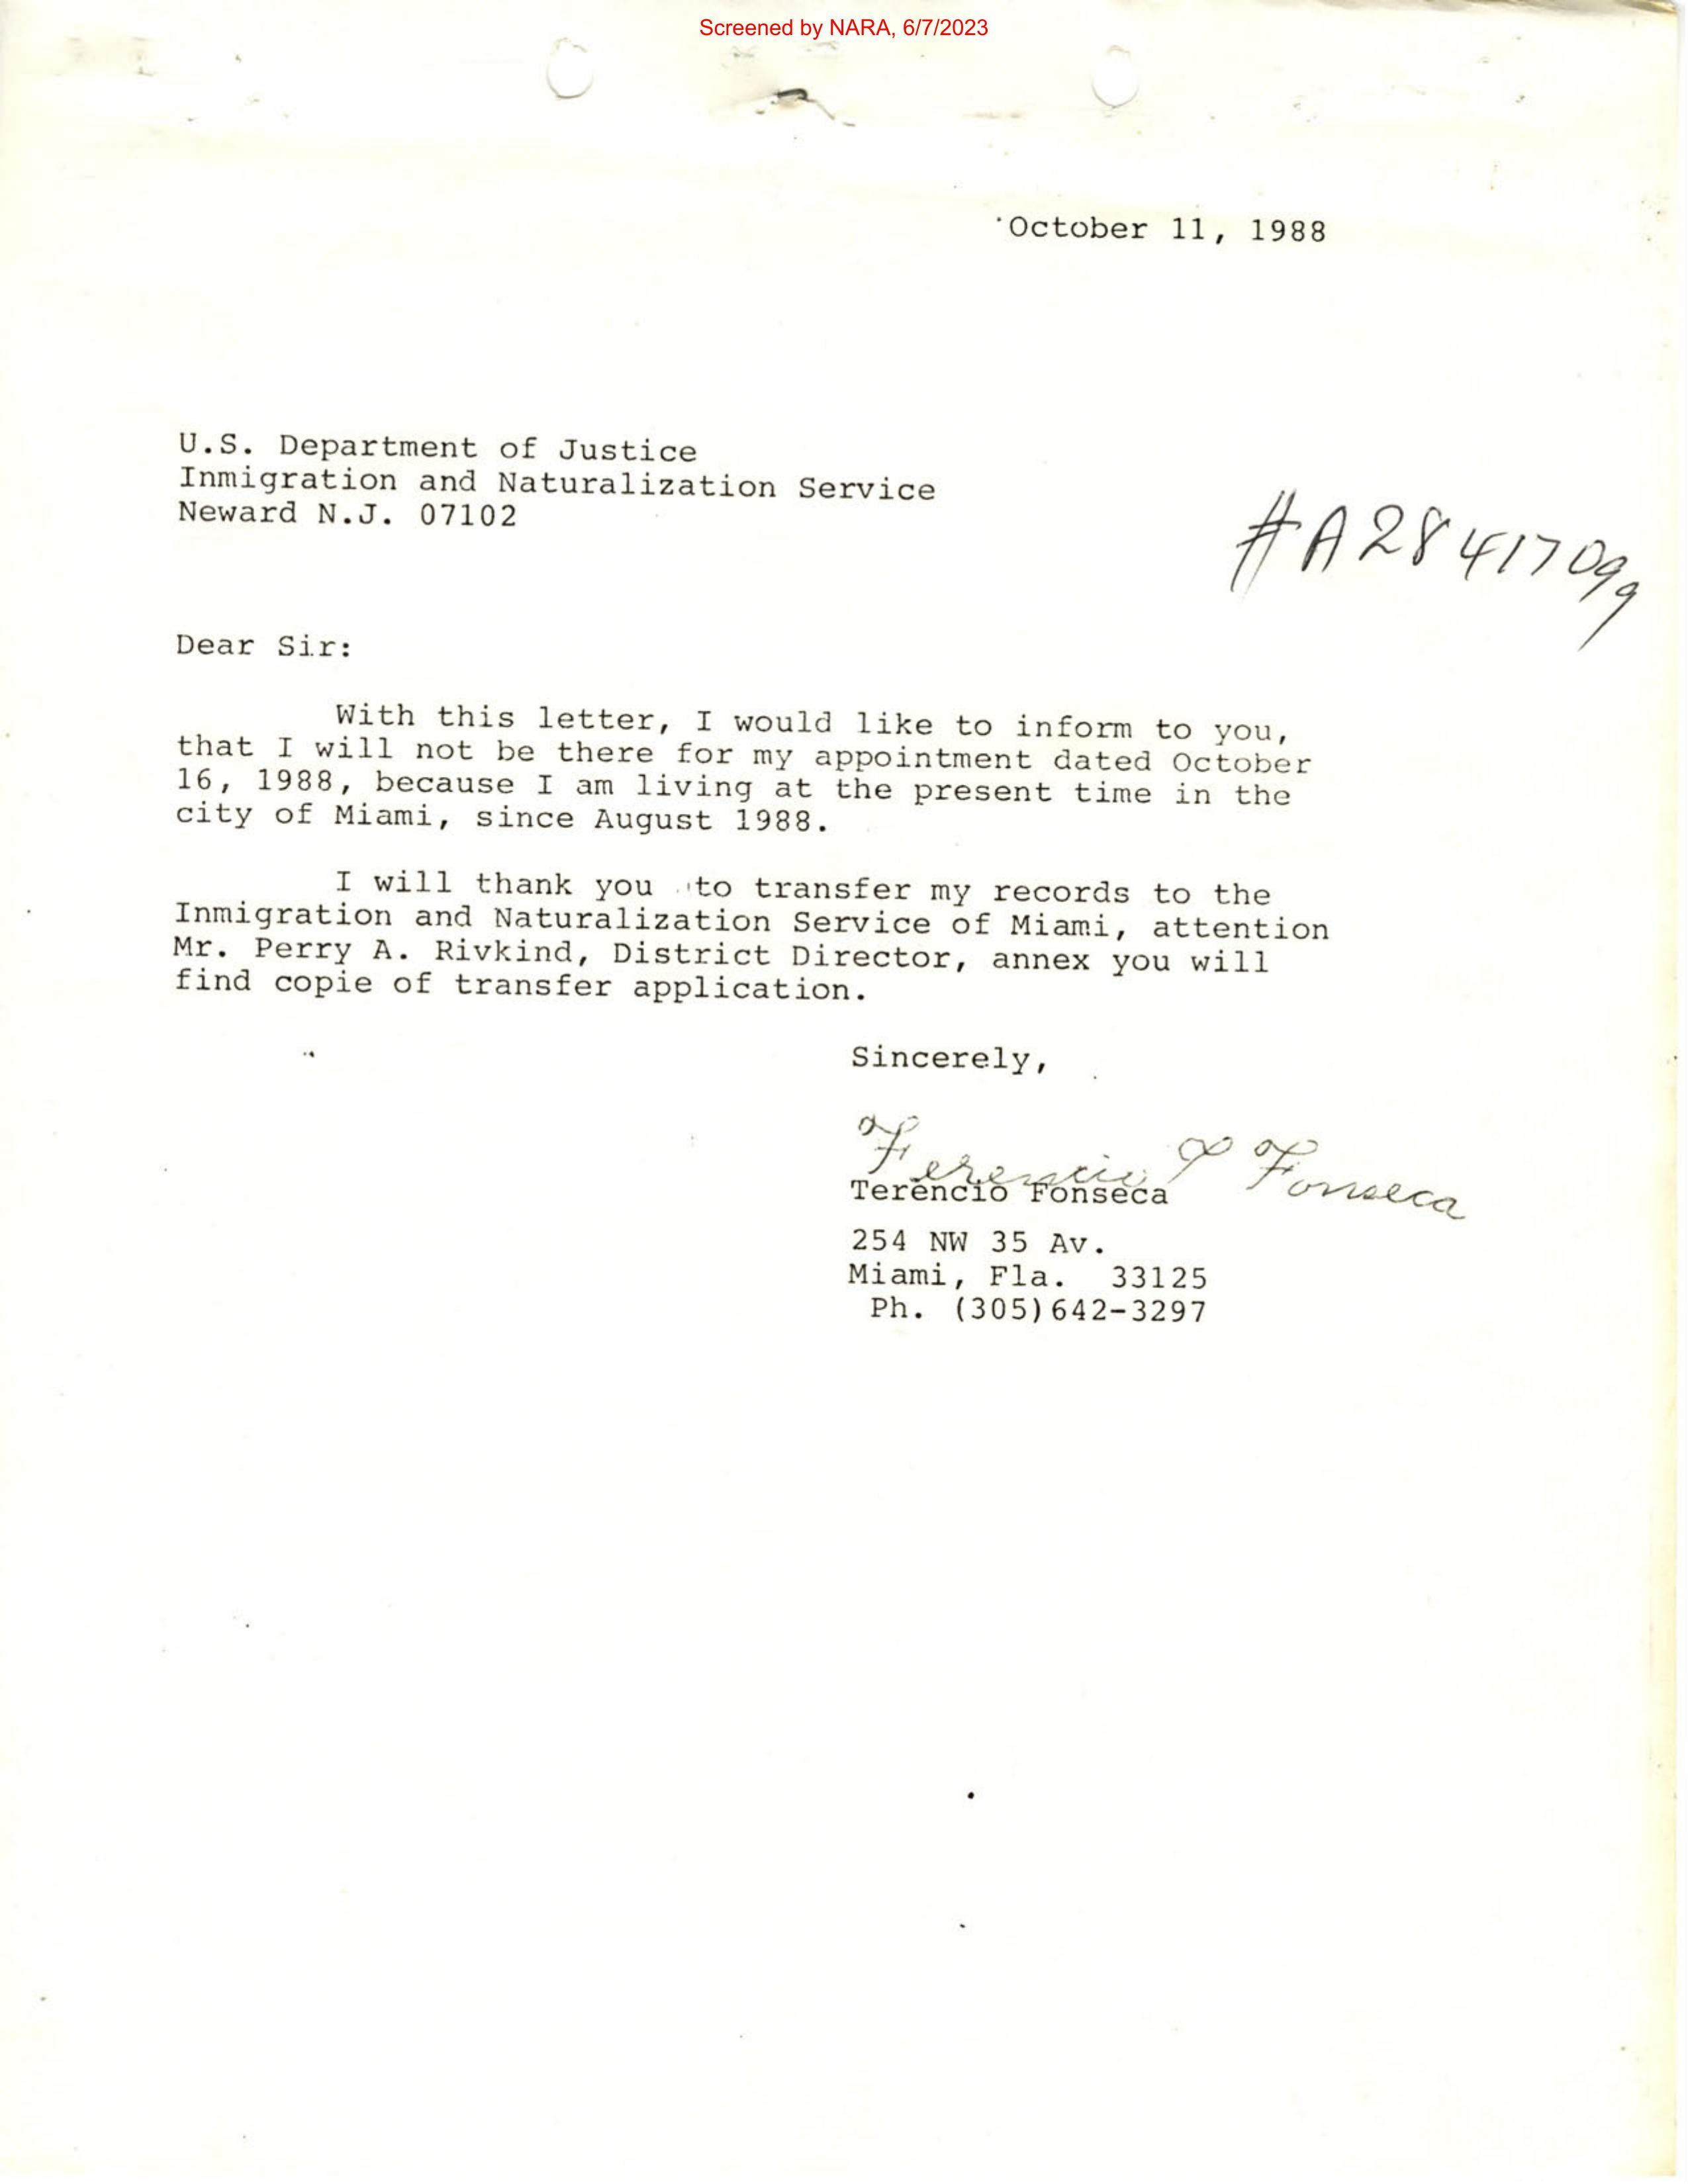 Screened by NARA, 6/7/2023
October 11, 1988
U.S. Department of Justice
Inmigration and Naturalization Service
Neward N.J. 07102
#A28417099
Dear Sir:
With this letter, I would like to inform to you,
that I will not be there for my appointment dated October
16, 1988, because I am living at the present time in the
city of Miami, since August 1988.
I will thank you to transfer my records to the
Inmigration and Naturalization Service of Miami, attention
Mr. Perry A. Rivkind, District Director, annex you will
find copie of transfer application.
Sincerely,
Terencio P Fonseca
Terencio Fonseca
254 NW 35 Av.
Miami, Fla. 33125
Ph. (305)642-3297